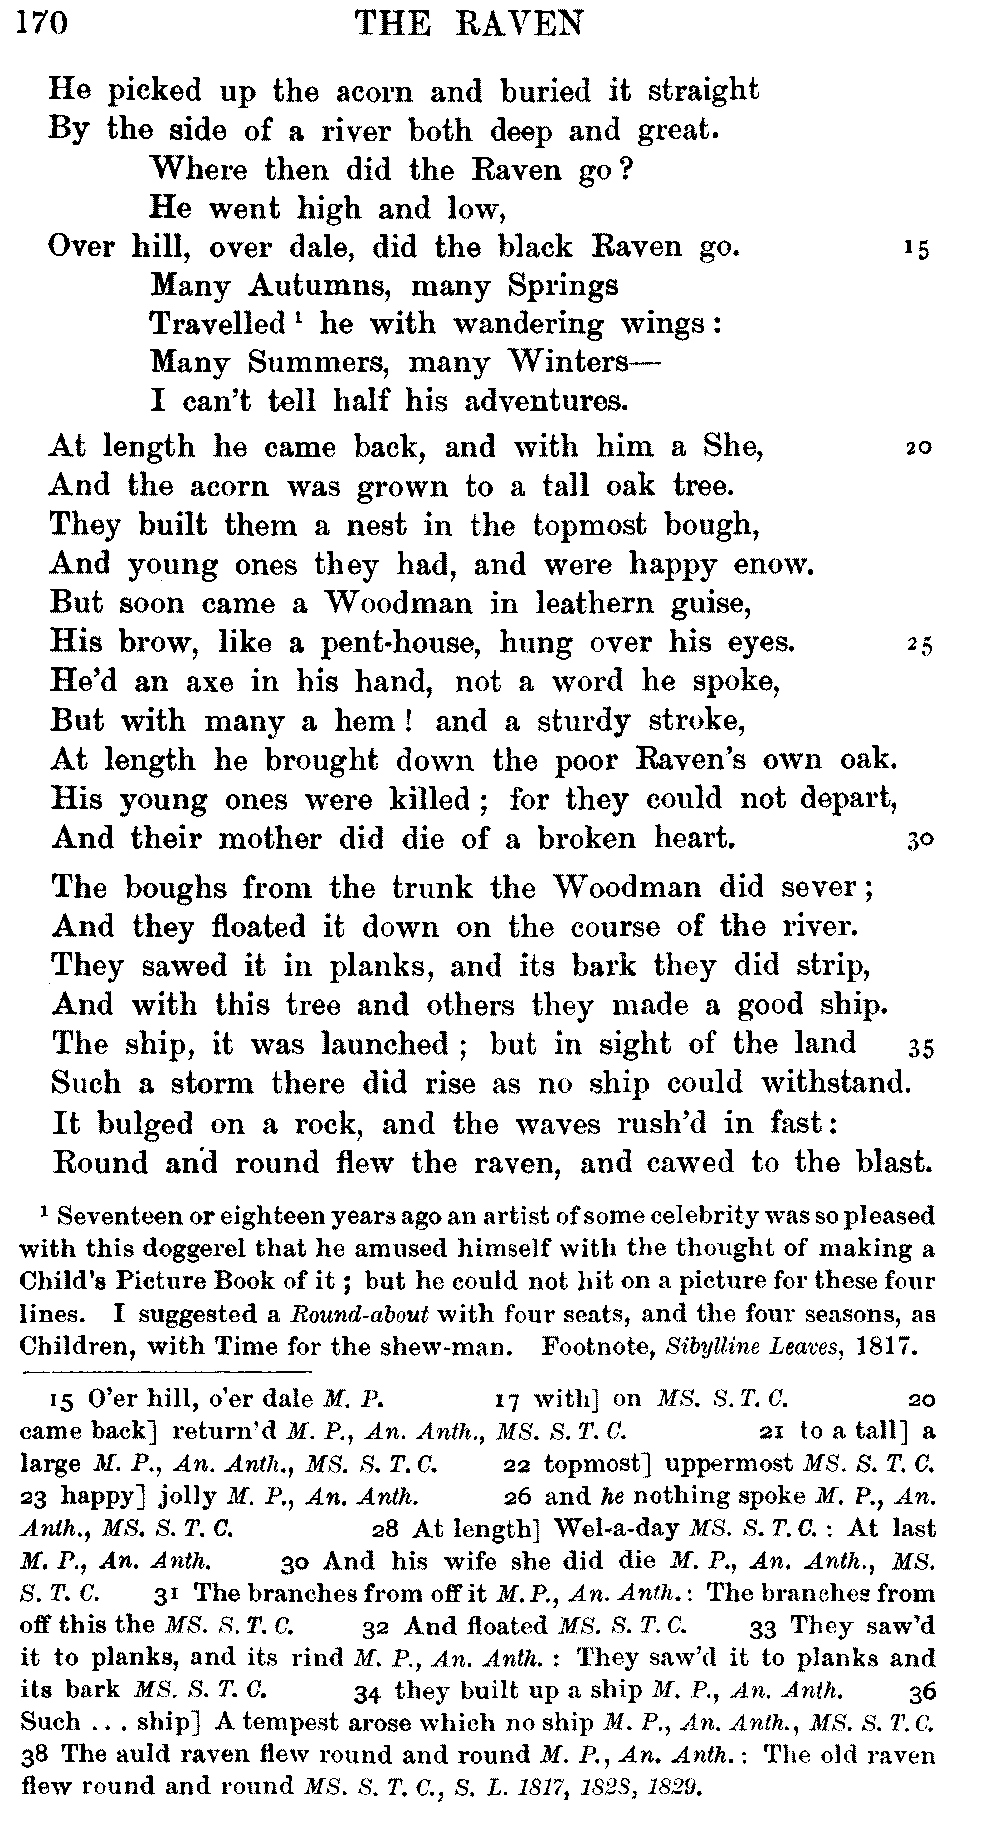 170 THE RAVEN
He picked up the acorn and buried it straight
By the side of a river both deep and great.
Where then did the Raven go?
He went high and low,
Over hill, over dale, did the black Raven go. 15
Many Autumns, many Springs
Travelled ¹ he with wandering wings:
Many Summers, many Winters—
I can't tell half his adventures.
At length he came back, and with him a She, 20
And the acorn was grown to a tall oak tree.
They built them a nest in the topmost bough,
And young ones they had, and were happy enow.
But soon came a Woodman in leathern guise,
His brow, like a pent-house, hung over his eyes. 25
He'd an axe in his hand, not a word he spoke,
But with many a hem! and a sturdy stroke,
At length he brought down the poor Raven's own oak.
His young ones were killed; for they could not depart,
And their mother did die of a broken heart. 30
The boughs from the trunk the Woodman did sever;
And they floated it down on the course of the river.
They sawed it in planks, and its bark they did strip,
And with this tree and others they made a good ship.
The ship, it was launched; but in sight of the land 35
Such a storm there did rise as no ship could withstand.
It bulged on a rock, and the waves rush'd in fast:
Round and round flew the raven, and cawed to the blast.
¹ Seventeen or eighteen years ago an artist of some celebrity was so pleased
with this doggerel that he amused himself with the thought of making a
Child's Picture Book of it; but he could not hit on a picture for these four
lines. I suggested a Round-about with four seats, and the four seasons, as
Children, with Time for the shew-man. Footnote, Sibylline Leaves, 1817.
15 O'er hill, o'er dale M. P. 17 with] on MS. S. T. C. 20
came back] return'd M. P., An. Anth., MS. S. T. C. 21 to a tall] a
large M. P., An. Anth., MS. S. T. C. 22 topmost] uppermost MS. S. T. C.
23 happy] jolly M. P., An. Anth. 26 and he nothing spoke M. P., An.
Anth., MS. S. T. C. 28 At length] Wel-a-day MS. S. T. C.: At last
M. P., An. Anth. 30 And his wife she did die M. P., An. Anth., MS.
S. T. C. 31 The branches from off it M. P., An. Anth.: The branches from
off this the MS. S. T. C. 32 And floated MS. S. T. C. 33 They saw'd
it to planks, and its rind M. P., An. Anth.: They saw'd it to planks and
its bark MS. S. T. C. 34 they built up a ship M. P., An. Anth. 36
Such ... ship] A tempest arose which no ship M. P., An. Anth., MS. S. T. C.
38 The auld raven flew round and round M. P., An. Anth.: The old raven
flew round and round MS. S. T. C., S. L. 1817, 1828, 1829.